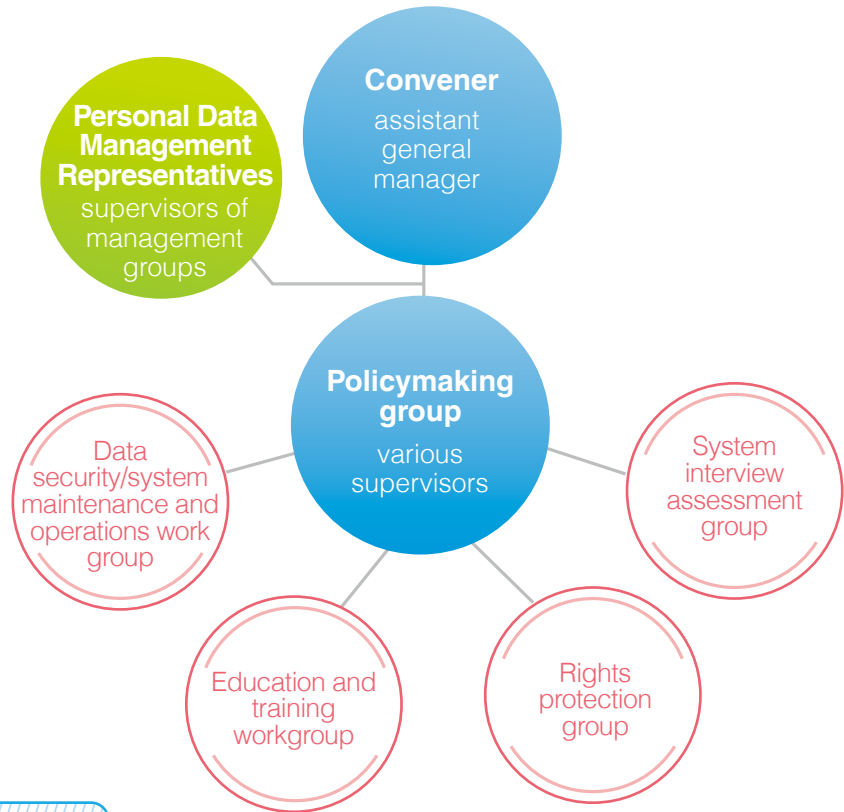 Convener
assistant
general
manager
Personal Data
Management
Representatives
supervisors of
management
groups
Policymaking
group
various
supervisors
Data
security/system
maintenance and
operations work
group
Education and
training
workgroup
Rights
protection
group
System
interview
assessment
group